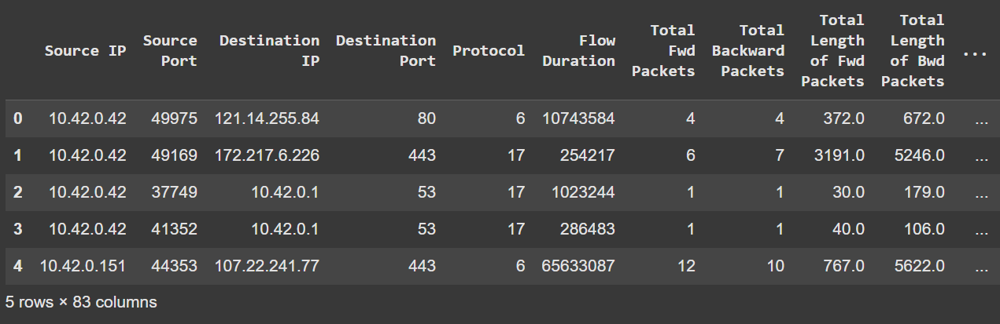 Source IP Source Port Destination IP Destination Port Protocol Flow Duration Total Fwd Packets Total Backward Packets Total Length of Fwd Packets Total Length of Bwd Packets ...
0 10.42.0.42 49975 121.14.255.84 80 6 10743584 4 4 372.0 672.0 ...
1 10.42.0.42 49169 172.217.6.226 443 17 254217 6 7 3191.0 5246.0 ...
2 10.42.0.42 37749 10.42.0.1 53 17 1023244 1 1 30.0 179.0 ...
3 10.42.0.42 41352 10.42.0.1 53 17 286483 1 1 40.0 106.0 ...
4 10.42.0.151 44353 107.22.241.77 443 6 65633087 12 10 767.0 5622.0 ...
5 rows × 83 columns